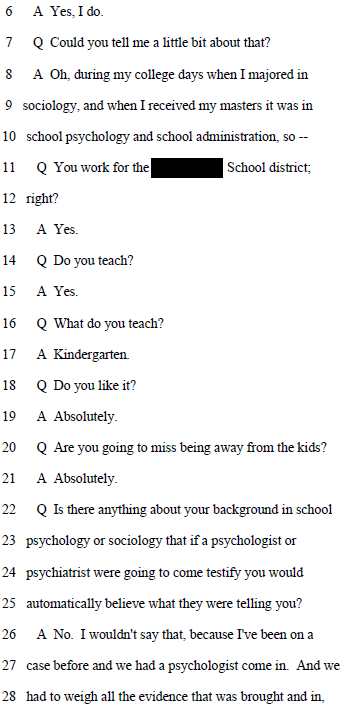 6 A Yes, I do.
7 Q Could you tell me a little bit about that?
8 A Oh, during my college days when I majored in
9 sociology, and when I received my masters it was in
10 school psychology and school administration, so --
11 Q You work for the School district;
12 right?
13 A Yes.
14 Q Do you teach?
15 A Yes.
16 Q What do you teach?
17 A Kindergarten.
18 Q Do you like it?
19 A Absolutely.
20 Q Are you going to miss being away from the kids?
21 A Absolutely.
22 Q Is there anything about your background in school
23 psychology or sociology that if a psychologist or
24 psychiatrist were going to come testify you would
25 automatically believe what they were telling you?
26 A No. I wouldn't say that, because I've been on a
27 case before and we had a psychologist come in. And we
28 had to weigh all the evidence that was brought and in,